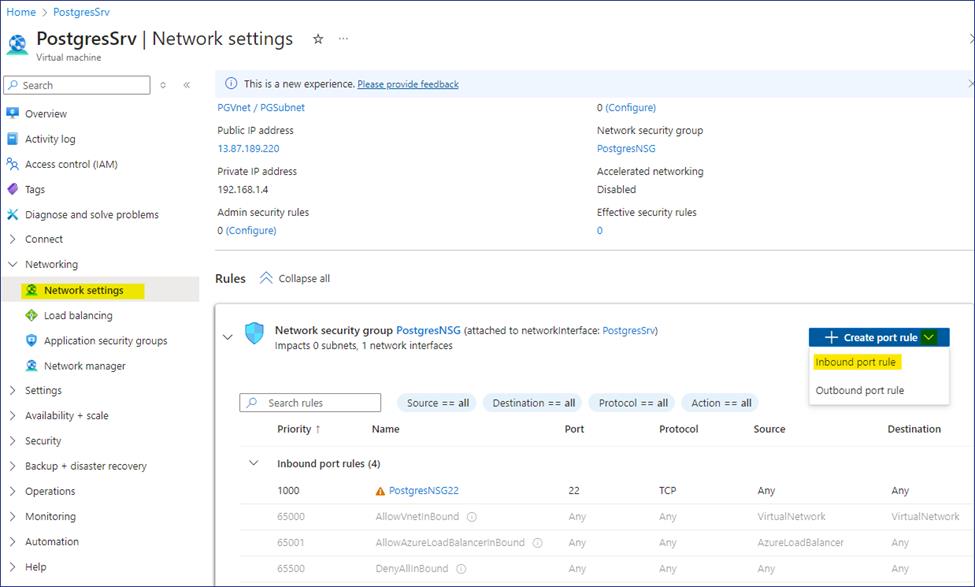 Home > PostgresSrv
PostgresSrv | Network settings ☆ ...
Virtual machine
Search
«
This is a new experience. Please provide feedback
Overview
Activity log
Access control (IAM)
Tags
Diagnose and solve problems
Connect
Networking
Network settings
Load balancing
Application security groups
Network manager
Settings
Availability + scale
Security
Backup + disaster recovery
Operations
Monitoring
Automation
Help
PGVnet / PGSubnet
0 (Configure)
Public IP address
Network security group
13.87.189.220
PostgresNSG
Private IP address
Accelerated networking
192.168.1.4
Disabled
Admin security rules
Effective security rules
0 (Configure)
0
Rules
Collapse all
Network security group PostgresNSG (attached to networkInterface: PostgresSrv)
Impacts 0 subnets, 1 network interfaces
+ Create port rule
Inbound port rule
Outbound port rule
Search rules
Source == all
Destination == all
Protocol == all
Action == all
Priority ↑ Name Port Protocol Source Destination
Inbound port rules (4)
1000 PostgresNSG22 22 TCP Any Any
65000 AllowVnetInBound Any Any VirtualNetwork VirtualNetwork
65001 AllowAzureLoadBalancerInBound Any Any AzureLoadBalancer Any
65500 DenyAllInBound Any Any Any Any